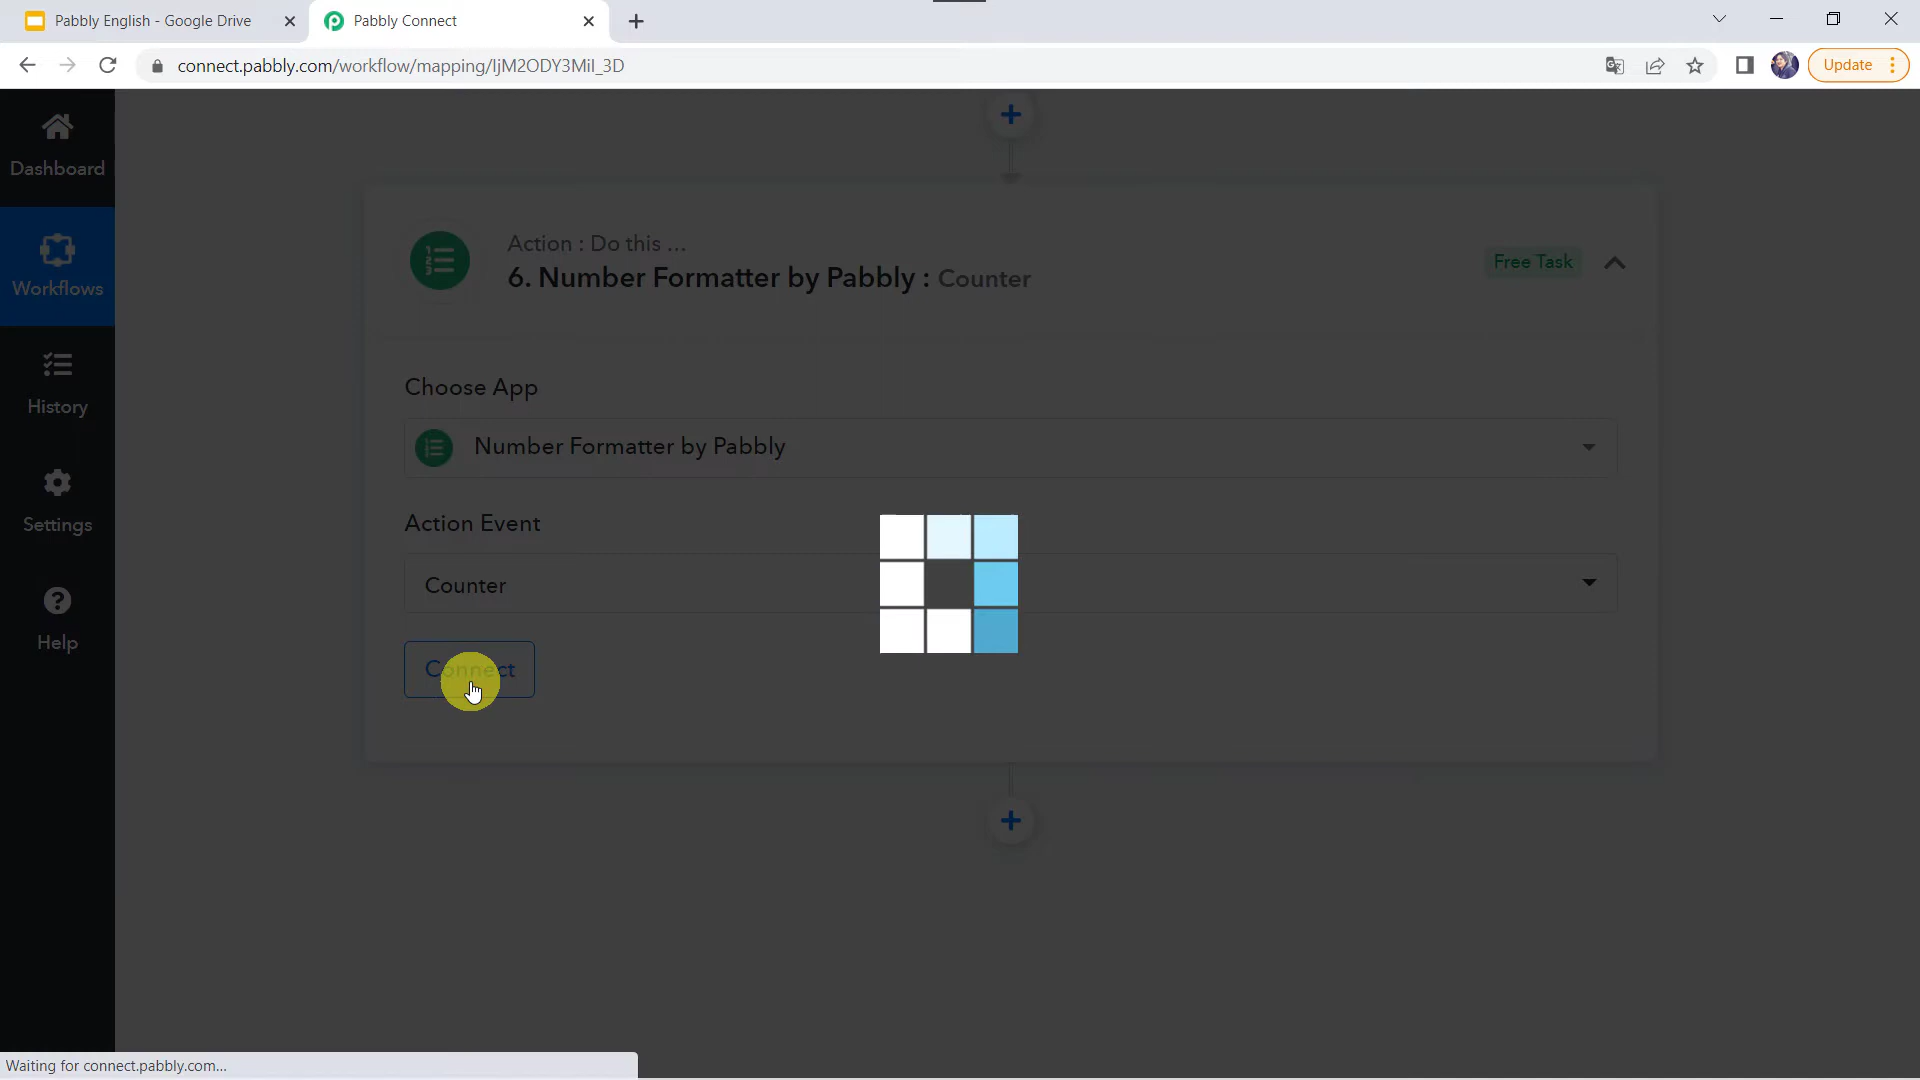 Pabbly English - Google Drive
Pabbly Connect
connect.pabbly.com/workflow/mapping/IjM2ODY3MiI_3D
Update
Dashboard
Workflows
History
Settings
Help
Action : Do this ...
6. Number Formatter by Pabbly : Counter
Free Task
Choose App
Number Formatter by Pabbly
Action Event
Counter
Connect
Waiting for connect.pabbly.com...